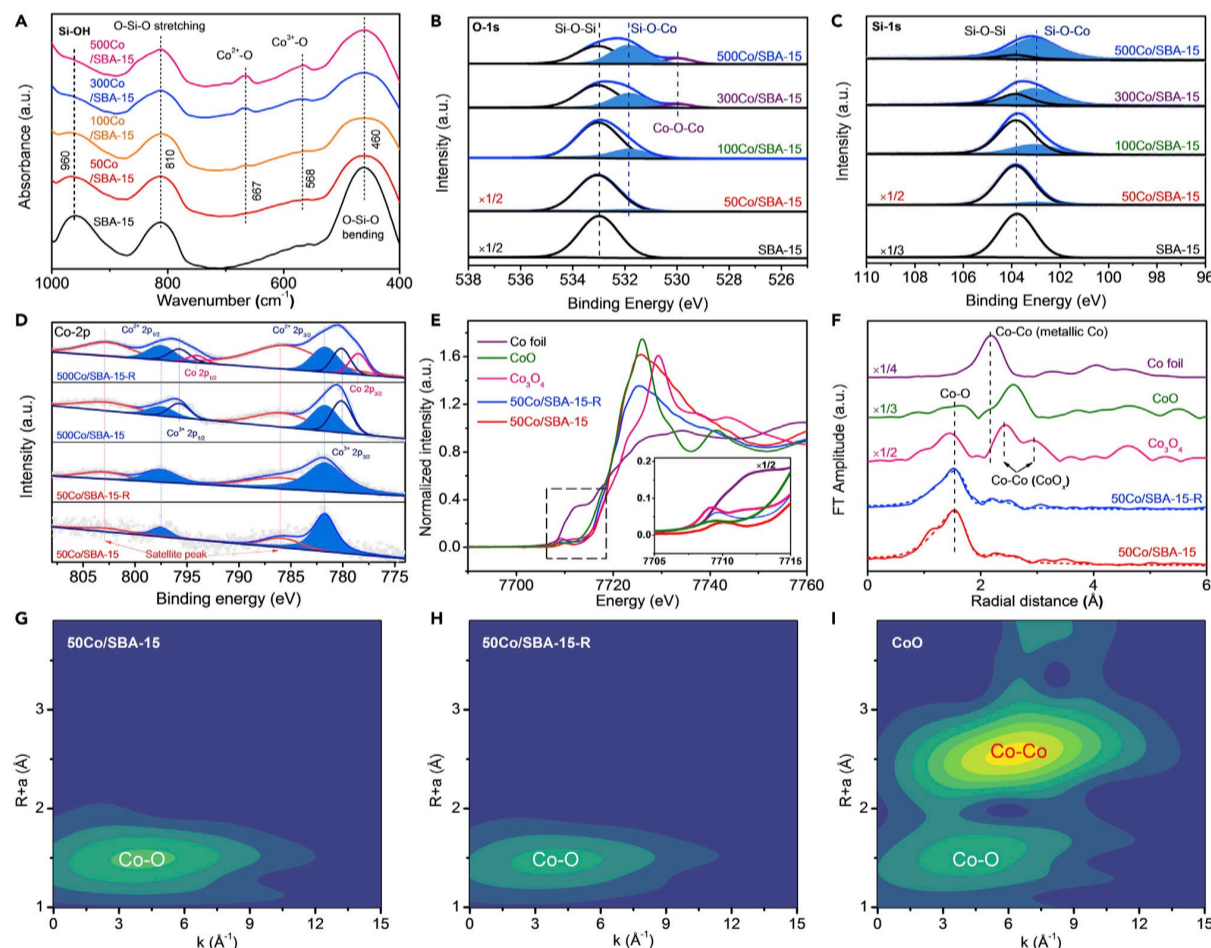 A
Si-OH
O-Si-O stretching
Co²⁺-O
Co³⁺-O
500Co
/SBA-15
300Co
/SBA-15
100Co
/SBA-15
50Co
/SBA-15
SBA-15
960
810
667
568
460
O-Si-O
bending
Absorbance (a.u.)
1000 800 600 400
Wavenumber (cm⁻¹)
B
O-1s
Si-O-Si
Si-O-Co
500Co/SBA-15
300Co/SBA-15
Co-O-Co
100Co/SBA-15
×1/2
50Co/SBA-15
×1/2
SBA-15
Intensity (a.u.)
538 536 534 532 530 528 526
Binding Energy (eV)
C
Si-1s
Si-O-Si
Si-O-Co
500Co/SBA-15
300Co/SBA-15
100Co/SBA-15
×1/2
50Co/SBA-15
×1/3
SBA-15
Intensity (a.u.)
110 108 106 104 102 100 98 96
Binding Energy (eV)
D
Co-2p
Co²⁺ 2p₁/₂
Co²⁺ 2p₃/₂
Co 2p₁/₂
Co 2p₃/₂
500Co/SBA-15-R
Co³⁺ 2p₁/₂
500Co/SBA-15
Co³⁺ 2p₃/₂
50Co/SBA-15-R
50Co/SBA-15
Satellite peak
Intensity (a.u.)
805 800 795 790 785 780 775
Binding energy (eV)
E
Co foil
CoO
Co₃O₄
50Co/SBA-15-R
50Co/SBA-15
×1/2
0.2
0.1
0.0
7705 7710 7715
Normalized intensity (a.u.)
1.6
1.2
0.8
0.4
0.0
7700 7720 7740 7760
Energy (eV)
F
Co-Co (metallic Co)
×1/4
Co foil
Co-O
×1/3
CoO
×1/2
Co₃O₄
Co-Co (CoOₓ)
50Co/SBA-15-R
50Co/SBA-15
FT Amplitude (a.u.)
0 2 4 6
Radial distance (Å)
G
50Co/SBA-15
Co-O
R+a (Å)
3
2
1
0 3 6 9 12 15
k (Å⁻¹)
H
50Co/SBA-15-R
Co-O
R+a (Å)
3
2
1
0 3 6 9 12 15
k (Å⁻¹)
I
CoO
Co-Co
Co-O
R+a (Å)
3
2
1
0 3 6 9 12 15
k (Å⁻¹)